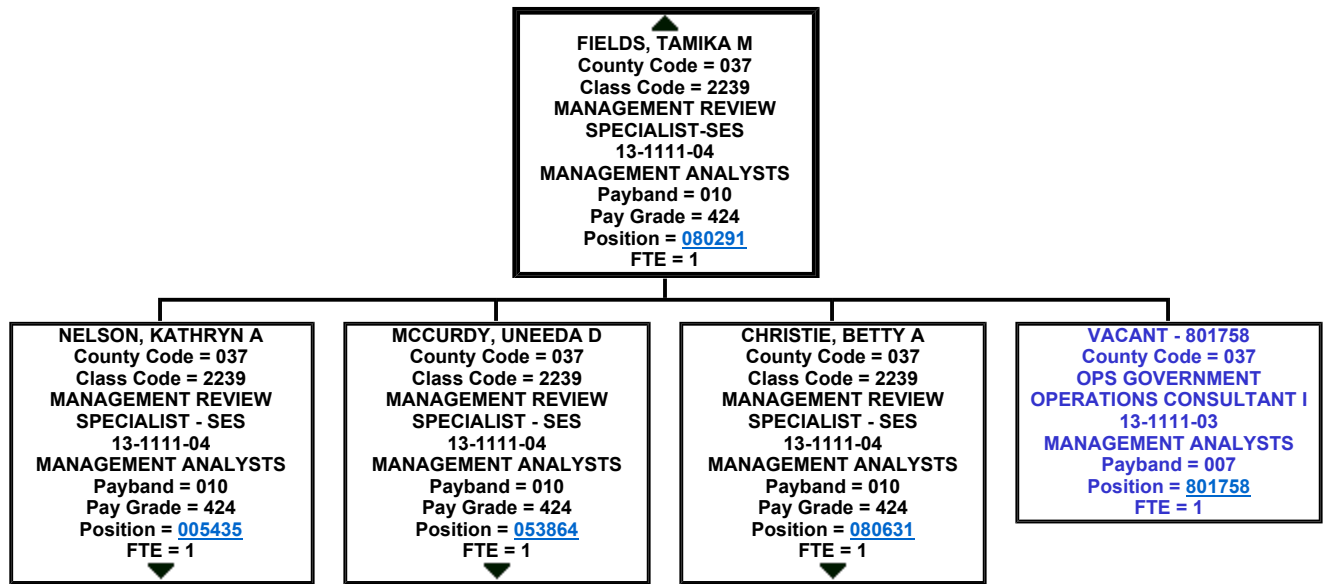 FIELDS, TAMIKA M
County Code = 037
Class Code = 2239
MANAGEMENT REVIEW
SPECIALIST-SES
13-1111-04
MANAGEMENT ANALYSTS
Payband = 010
Pay Grade = 424
Position = 080291
FTE = 1
NELSON, KATHRYN A
County Code = 037
Class Code = 2239
MANAGEMENT REVIEW
SPECIALIST - SES
13-1111-04
MANAGEMENT ANALYSTS
Payband = 010
Pay Grade = 424
Position = 005435
FTE = 1
MCCURDY, UNEEDA D
County Code = 037
Class Code = 2239
MANAGEMENT REVIEW
SPECIALIST - SES
13-1111-04
MANAGEMENT ANALYSTS
Payband = 010
Pay Grade = 424
Position = 053864
FTE = 1
CHRISTIE, BETTY A
County Code = 037
Class Code = 2239
MANAGEMENT REVIEW
SPECIALIST - SES
13-1111-04
MANAGEMENT ANALYSTS
Payband = 010
Pay Grade = 424
Position = 080631
FTE = 1
VACANT - 801758
County Code = 037
OPS GOVERNMENT
OPERATIONS CONSULTANT I
13-1111-03
MANAGEMENT ANALYSTS
Payband = 007
Position = 801758
FTE = 1